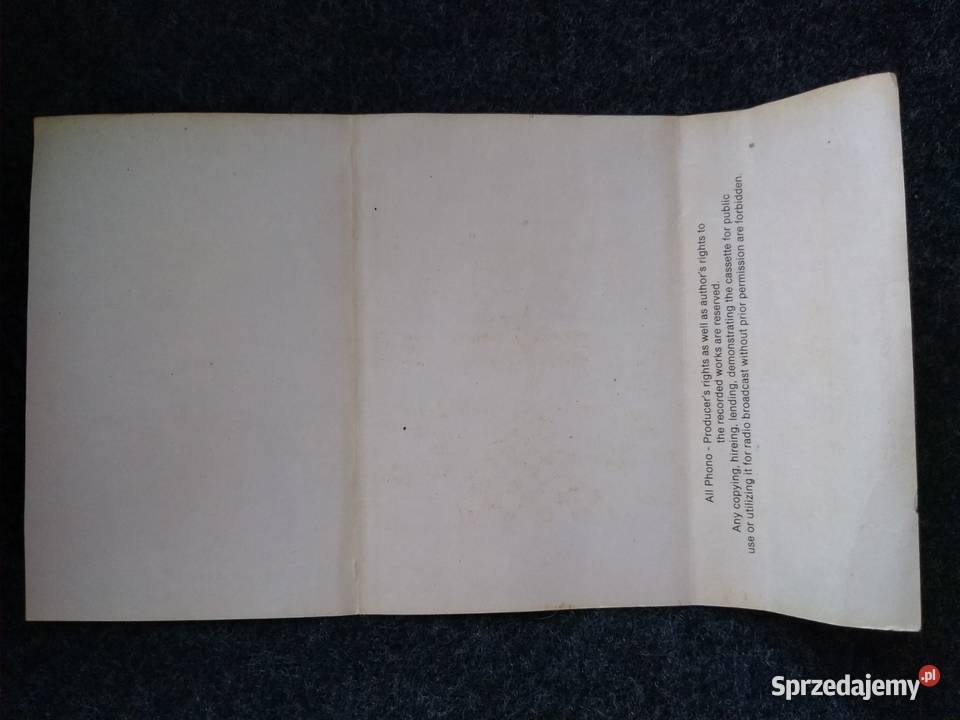 All Phono - Producer's rights as well as author's rights to
the recorded works are reserved.
Any copying, hireing, lending, demonstrating the cassette for public
use or utilizing it for radio broadcast without prior permission are forbidden.
Sprzedajemy.pl